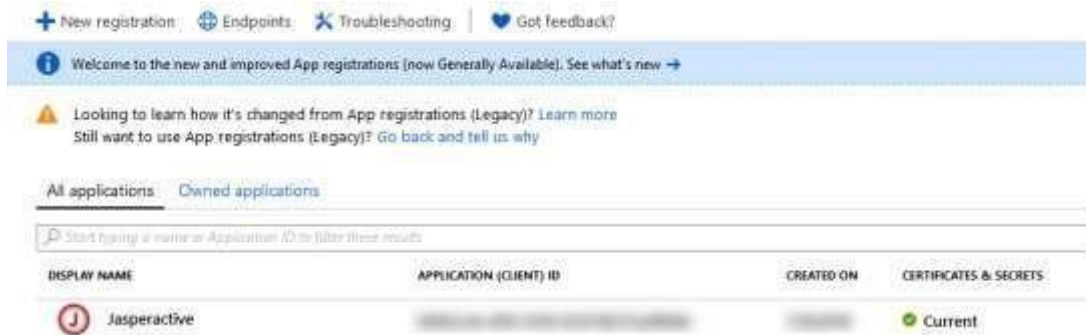 New registration Endpoints Troubleshooting Got feedback?
Welcome to the new and improved App registrations (now Generally Available). See what's new →
Looking to learn how it's changed from App registrations (Legacy)? Learn more
Still want to use App registrations (Legacy)? Go back and tell us why
All applications Owned applications
Start typing a name or Application ID to filter these results
DISPLAY NAME APPLICATION (CLIENT) ID CREATED ON CERTIFICATES & SECRETS
J Jasperactive Current